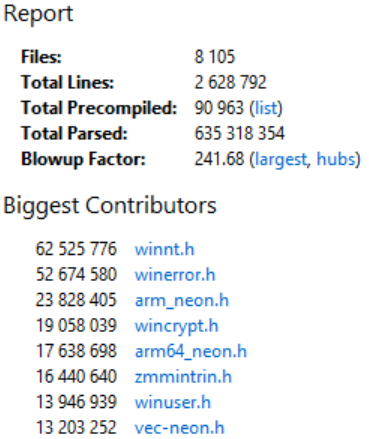 Report
Files: 8 105
Total Lines: 2 628 792
Total Precompiled: 90 963 (list)
Total Parsed: 635 318 354
Blowup Factor: 241.68 (largest, hubs)
Biggest Contributors
62 525 776 winnt.h
52 674 580 winerror.h
23 828 405 arm_neon.h
19 058 039 wincrypt.h
17 638 698 arm64_neon.h
16 440 640 zmmintrin.h
13 946 939 winuser.h
13 203 252 vec-neon.h